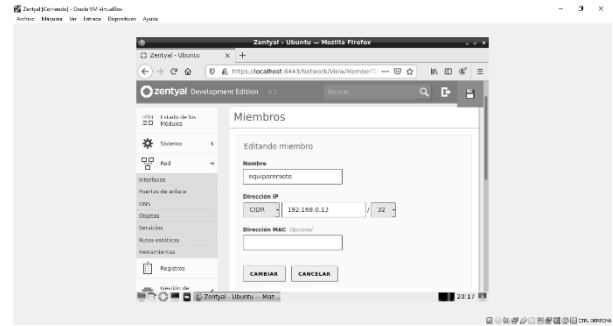 Zentyal [Corriendo] - Oracle VM VirtualBox
Archivo Máquina Ver Entrada Dispositivos Ayuda
Zentyal - Ubuntu — Mozilla Firefox
Zentyal - Ubuntu
https://localhost:8443/Network/View/MemberT
zentyal Development Edition
Buscar...
Estado de los Módulos
Miembros
Sistema
Editando miembro
Red
Nombre
equiporemoto
Interfaces
Puertas de enlace
Dirección IP
DNS
CIDR 192.168.0.13 / 32
Objetos
Servicios
Dirección MAC Opcional
Rutas estáticas
Herramientas
Registros
CAMBIAR CANCELAR
Gestión de
Zentyal - Ubuntu — Moz...
20:17
CTRL DERECHA